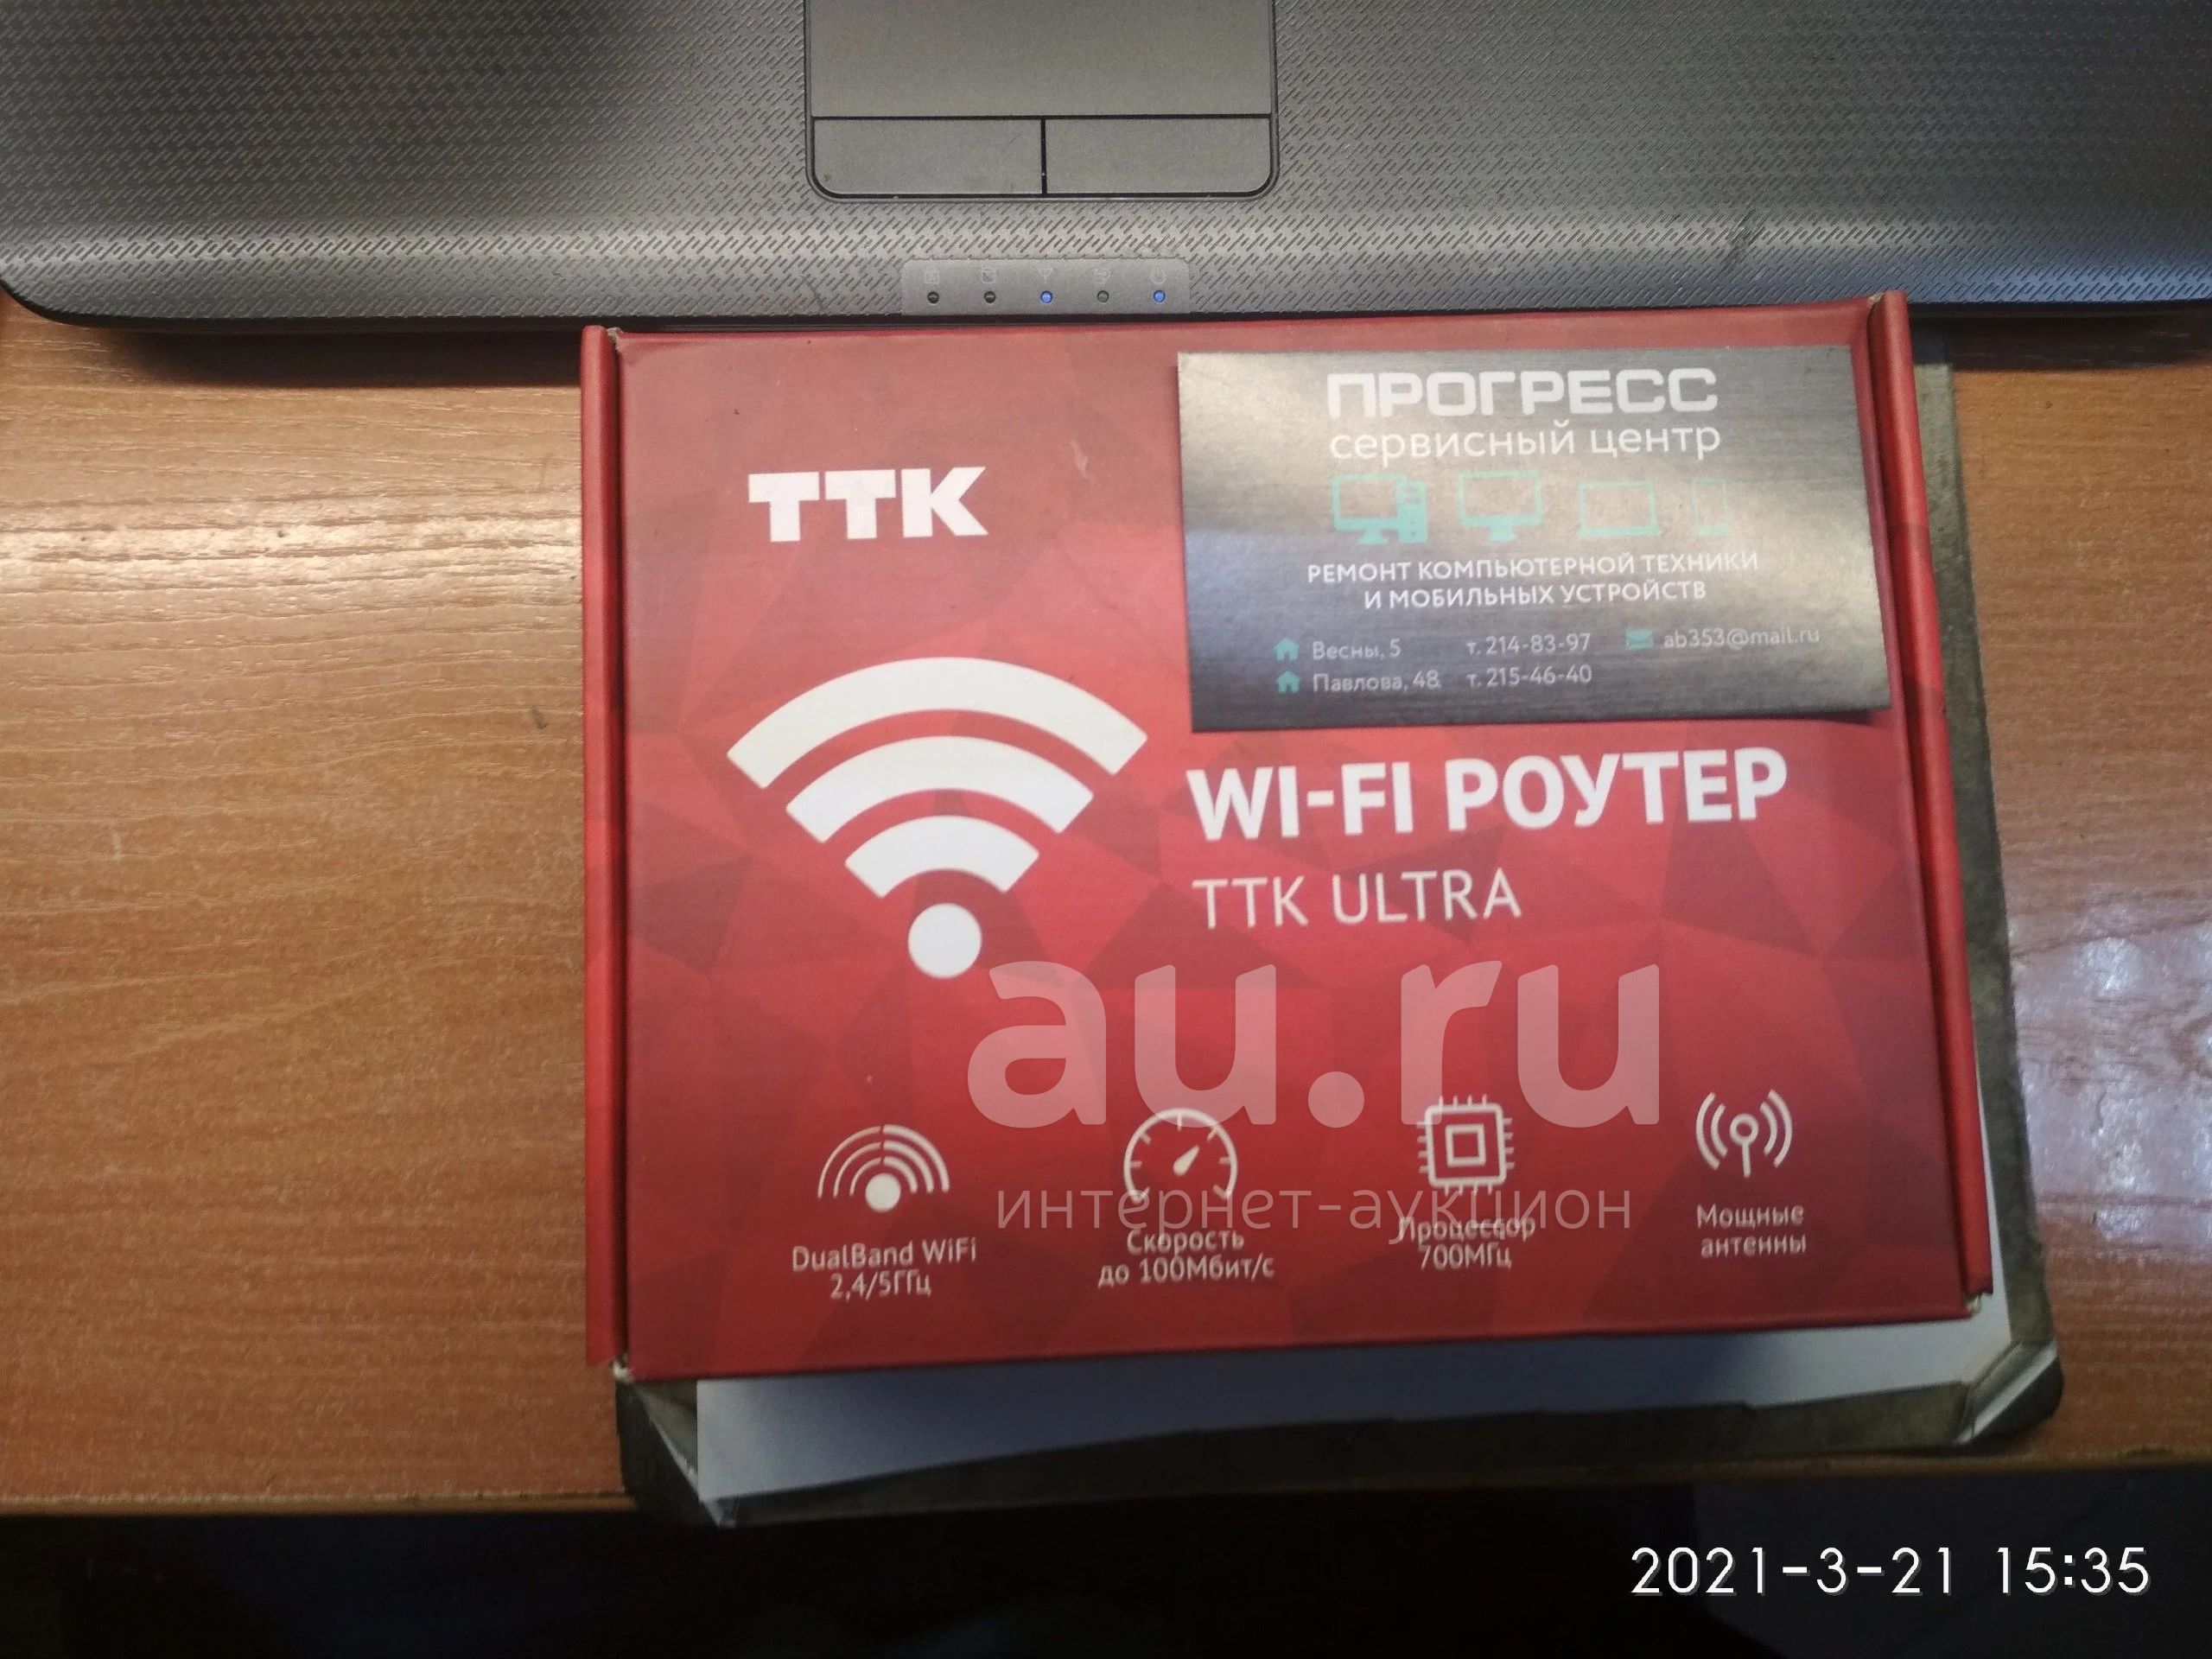 ПРОГРЕСС
сервисный центр
РЕМОНТ КОМПЬЮТЕРНОЙ ТЕХНИКИ
И МОБИЛЬНЫХ УСТРОЙСТВ
Весны, 5 т. 214-83-97 ab353@mail.ru
Павлова, 48 т. 215-46-40
ТТК
WI-FI РОУТЕР
ТТК ULTRA
au.ru
интернет-аукцион
DualBand WiFi
2,4/5ГГц
Скорость
до 100Мбит/с
Процессор
700МГц
Мощные
антенны
2021-3-21 15:35